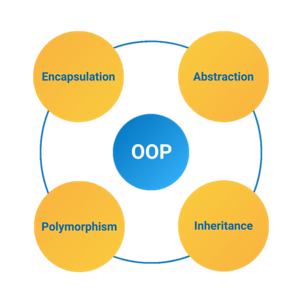 Encapsulation
Abstraction
OOP
Polymorphism
Inheritance